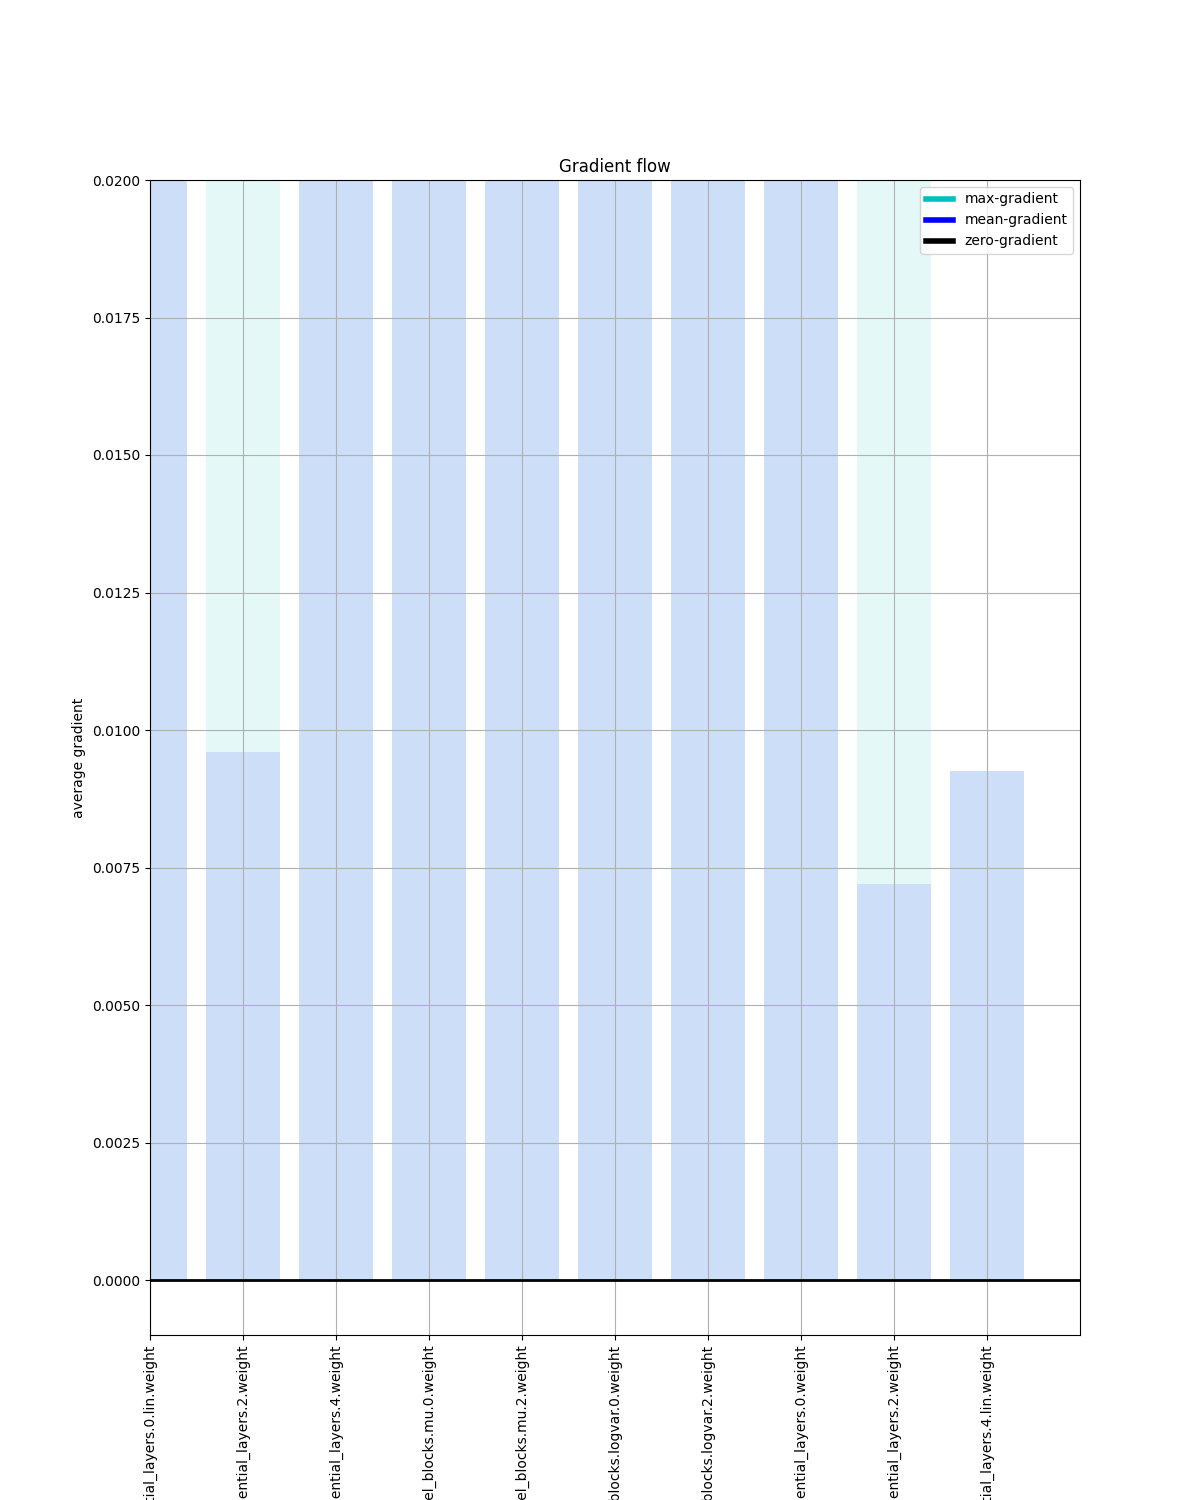 Gradient flow
max-gradient
mean-gradient
zero-gradient
0.0200
0.0175
0.0150
0.0125
0.0100
0.0075
0.0050
0.0025
0.0000
average gradient
tial_layers.0.lin.weight
ential_layers.2.weight
ential_layers.4.weight
el_blocks.mu.0.weight
el_blocks.mu.2.weight
blocks.logvar.0.weight
blocks.logvar.2.weight
ential_layers.0.weight
ential_layers.2.weight
tial_layers.4.lin.weight